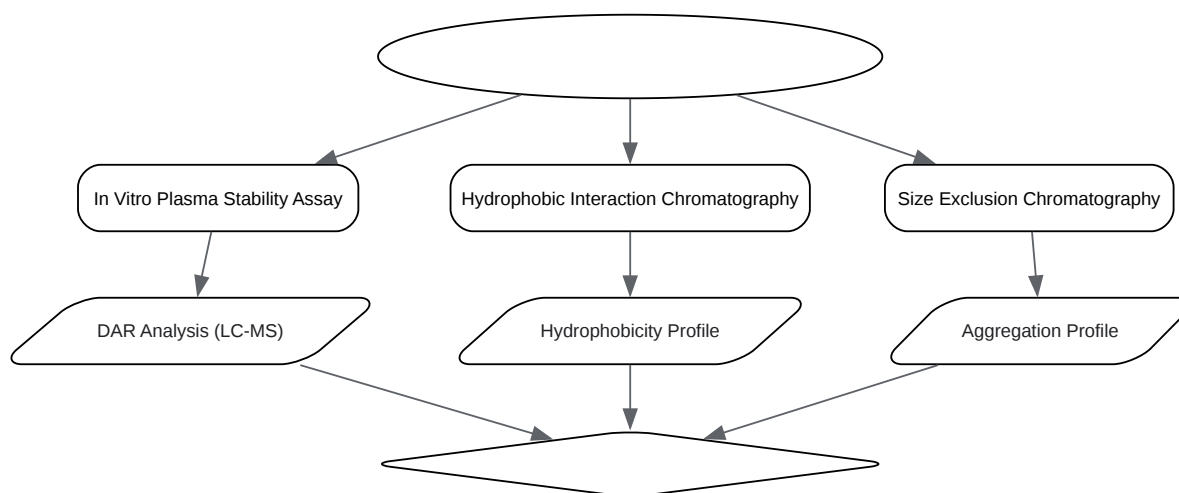 In Vitro Plasma Stability Assay
Hydrophobic Interaction Chromatography
Size Exclusion Chromatography
DAR Analysis (LC-MS)
Hydrophobicity Profile
Aggregation Profile